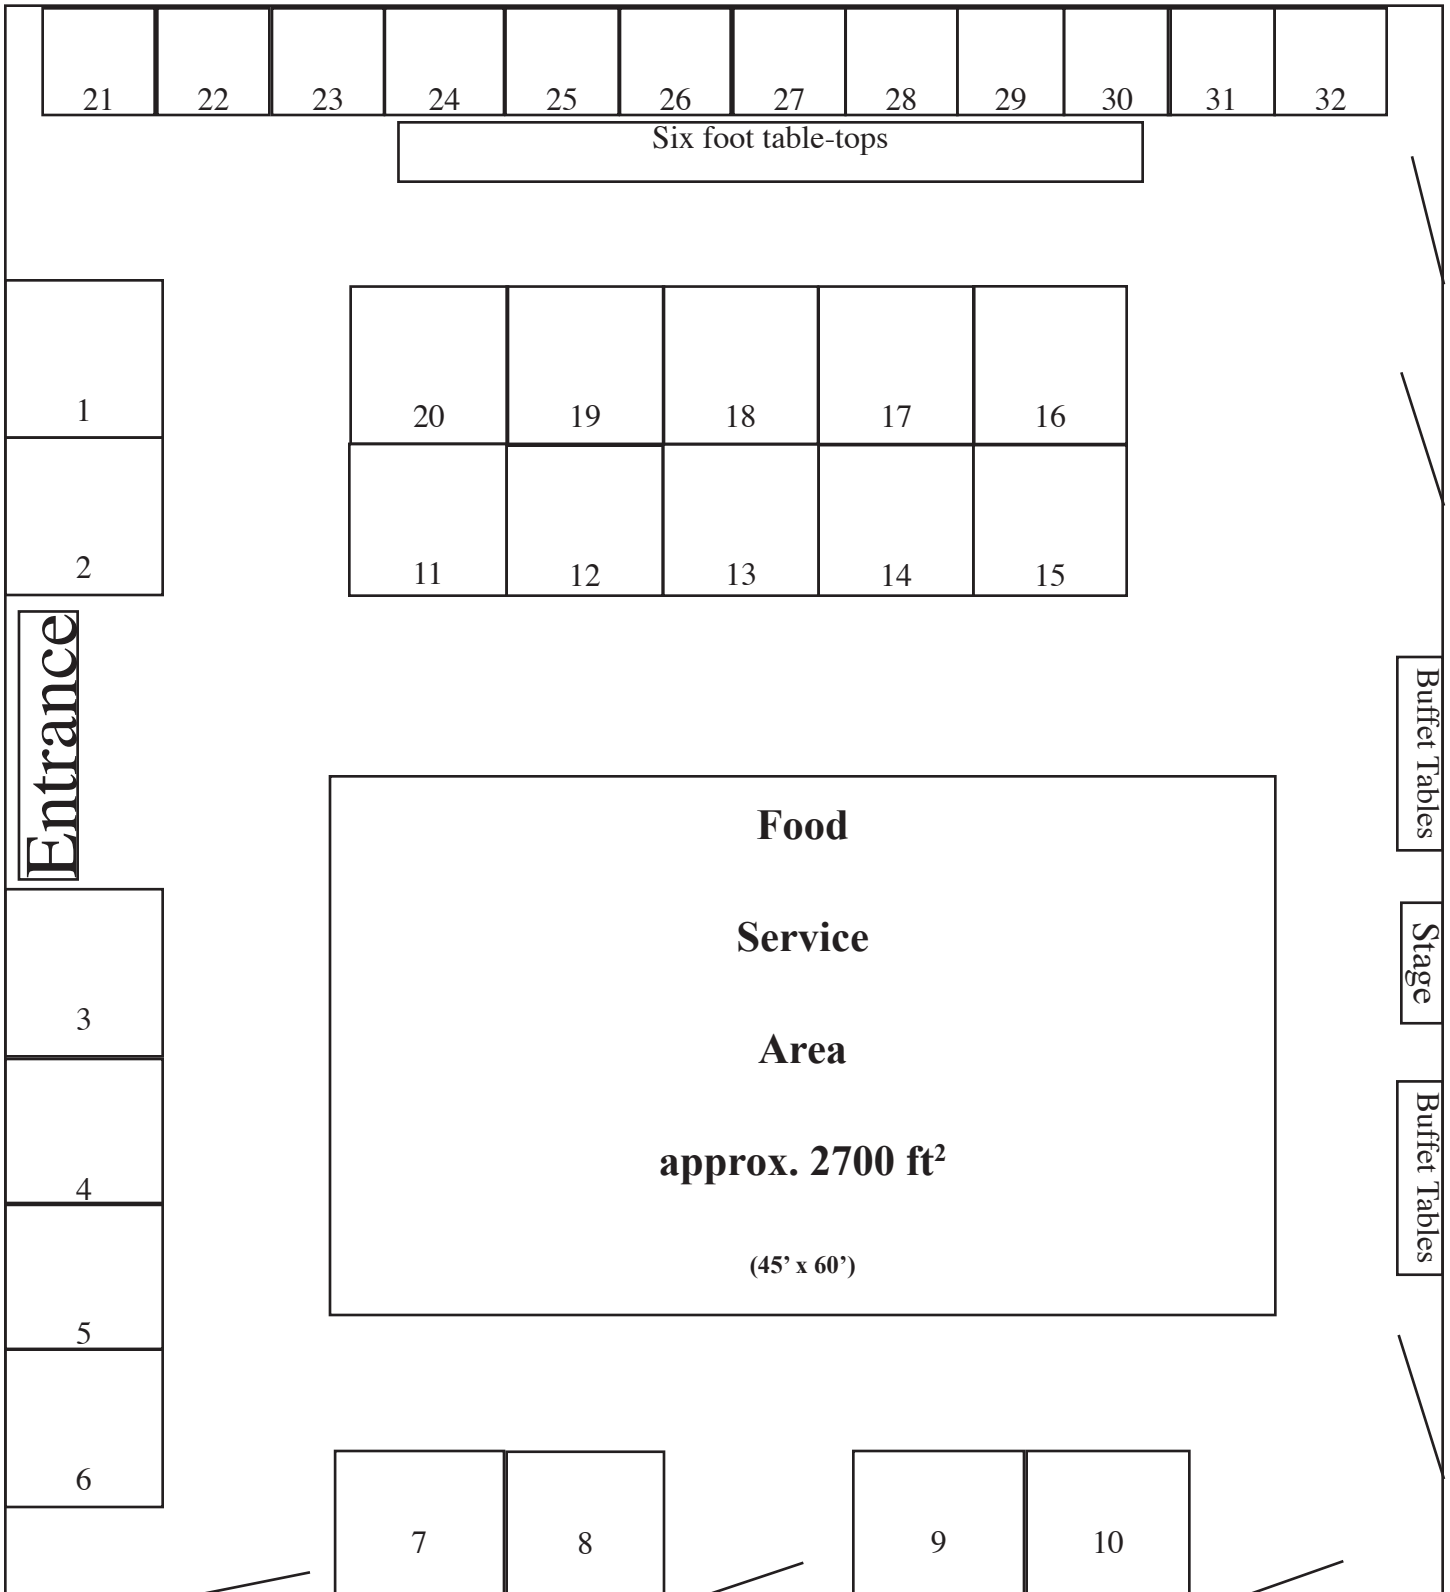 21 22 23 24 25 26 27 28 29 30 31 32
Six foot table-tops
1
20 19 18 17 16
2
11 12 13 14 15
Entrance
Buffet Tables
Food
Service
Area
approx. 2700 ft²
(45’ x 60’)
Stage
Buffet Tables
3
4
5
6
7 8 9 10